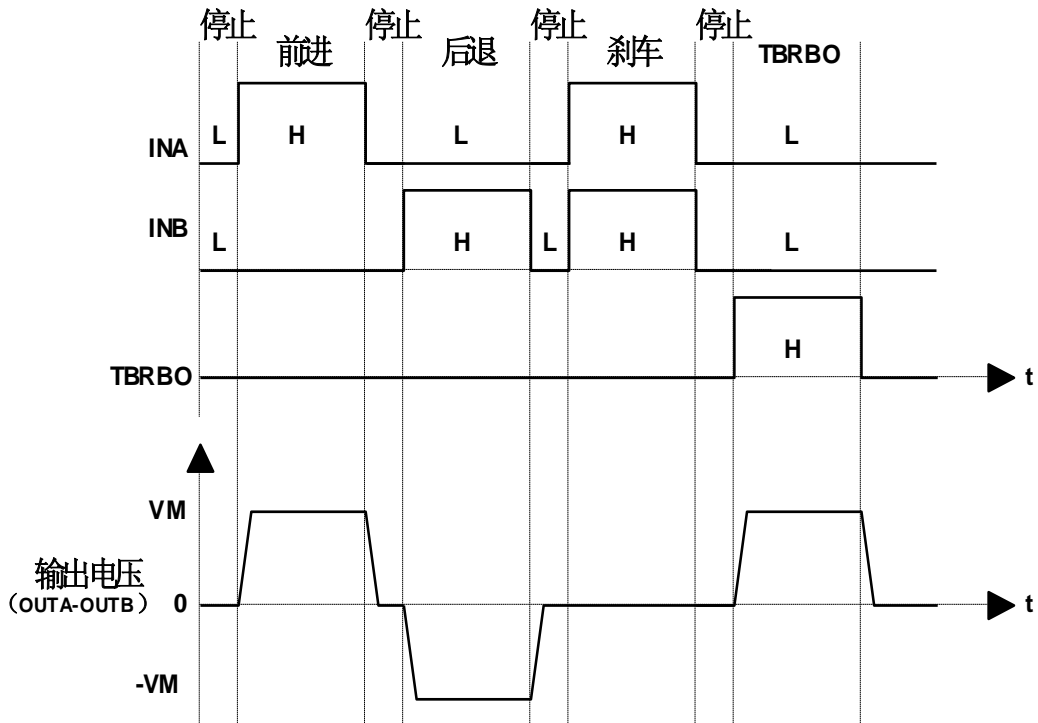 停止 前进 停止 后退 停止 刹车 停止 TBRBO
INA L H L H L
INB L H L H L
TBRBO H t
VM
输出电压
（OUTA-OUTB） 0 t
-VM